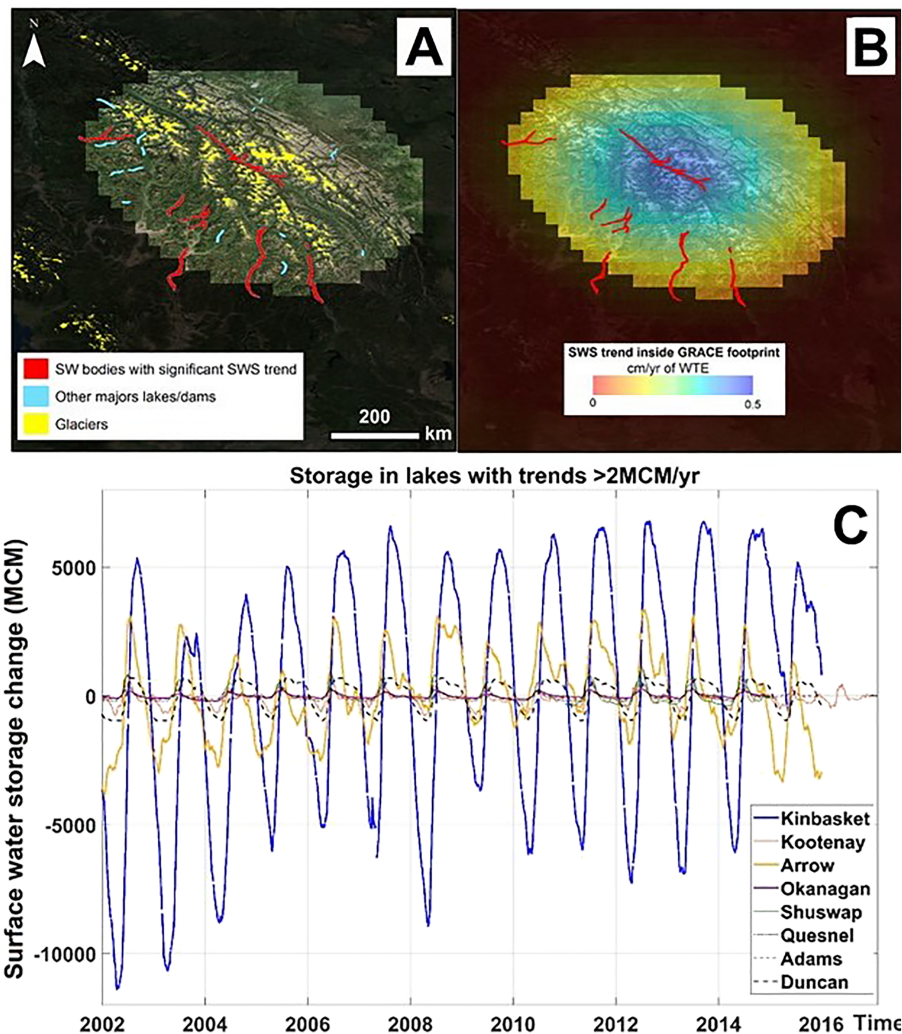 N
A
B
SW bodies with significant SWS trend
Other majors lakes/dams
Glaciers
200
km
SWS trend inside GRACE footprint
cm/yr of WTE
0
0.5
Storage in lakes with trends >2MCM/yr
C
Surface water storage change (MCM)
5000
0
-5000
-10000
Kinbasket
Kootenay
Arrow
Okanagan
Shuswap
Quesnel
Adams
Duncan
2002 2004 2006 2008 2010 2012 2014 2016 Time